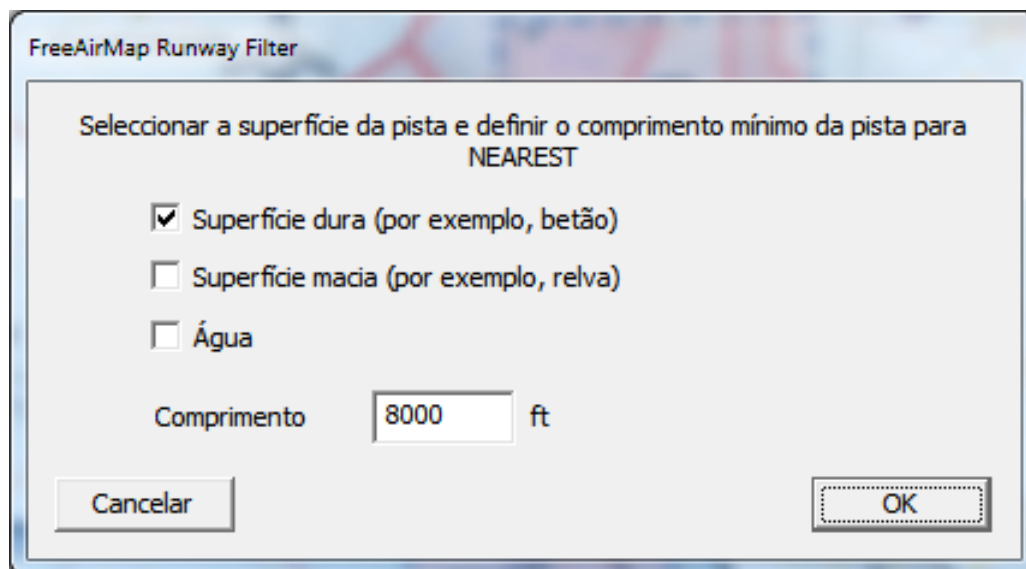 FreeAirMap Runway Filter
Seleccionar a superfície da pista e definir o comprimento mínimo da pista para
NEAREST
Superfície dura (por exemplo, betão)
Superfície macia (por exemplo, relva)
Água
Comprimento 8000 ft
Cancelar OK